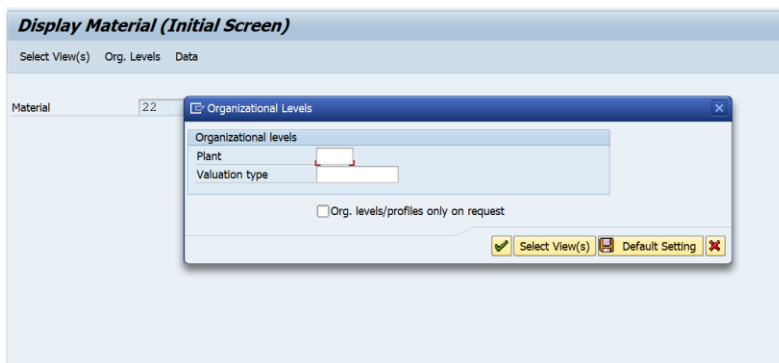 Display Material (Initial Screen)
Select View(s) Org. Levels Data
Material 22
Organizational Levels
Organizational levels
Plant
Valuation type
Org. levels/profiles only on request
Select View(s) Default Setting